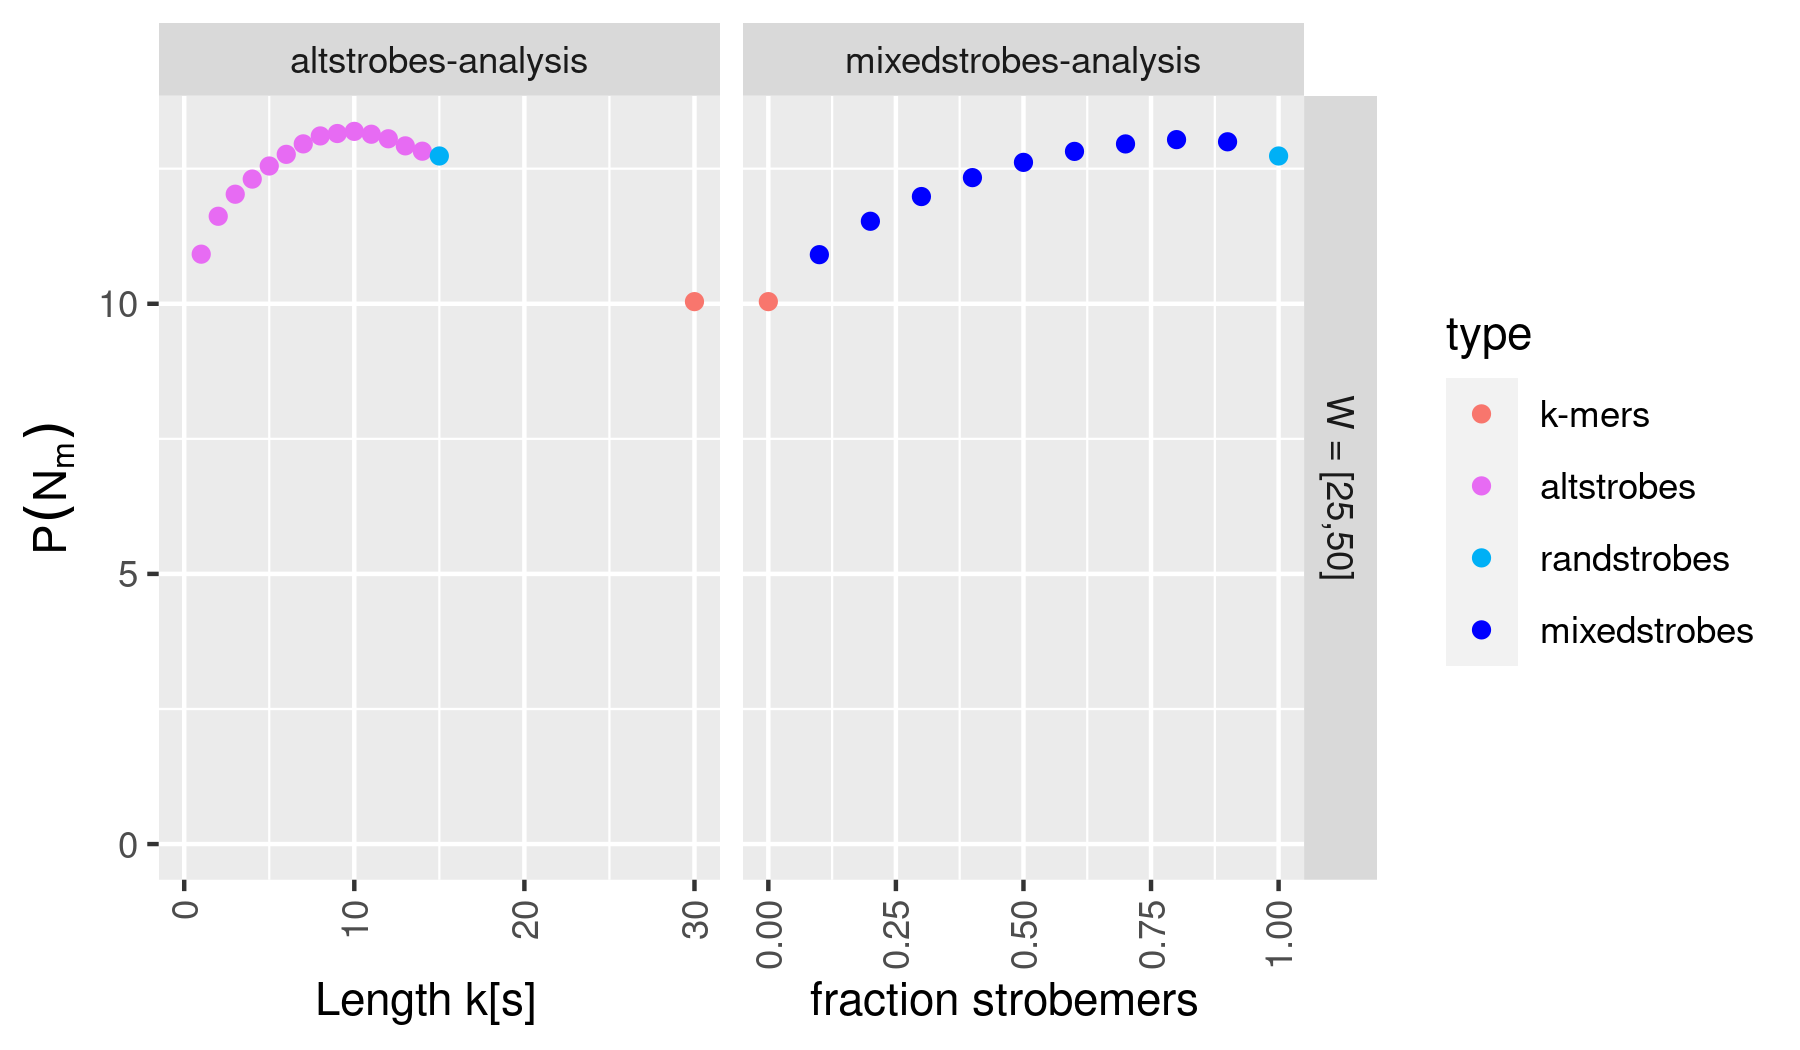 altstrobes-analysis
mixedstrobes-analysis
P(Nm)
10
5
0
W = [25,50]
0
10
20
30
0.00
0.25
0.50
0.75
1.00
Length k[s]
fraction strobemers
type
k-mers
altstrobes
randstrobes
mixedstrobes